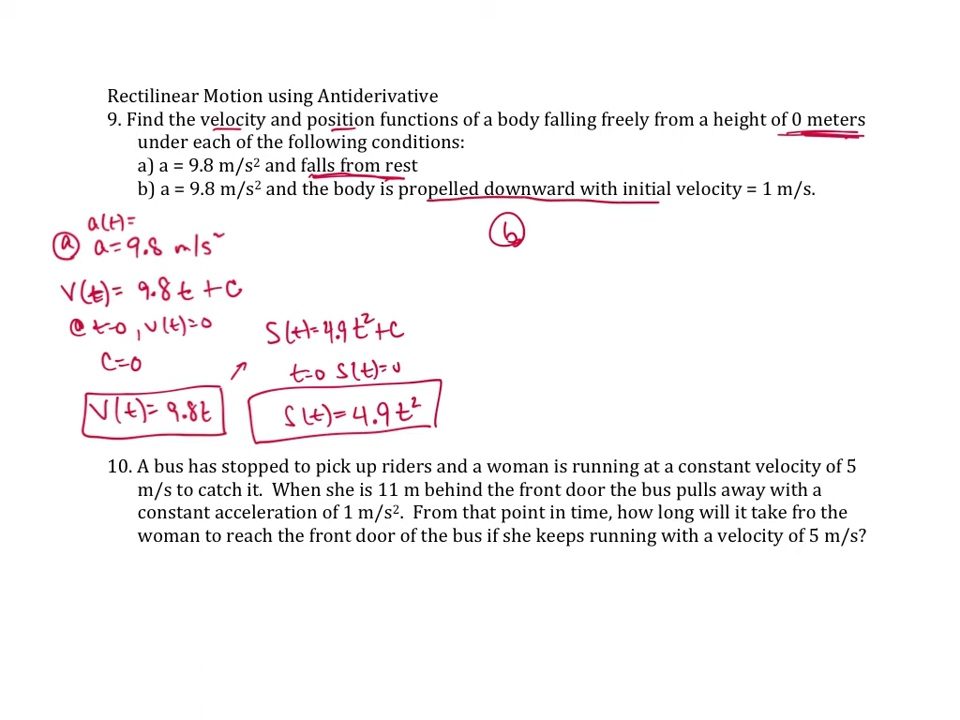 Rectilinear Motion using Antiderivative
9. Find the velocity and position functions of a body falling freely from a height of 0 meters
under each of the following conditions:
a) a = 9.8 m/s² and falls from rest
b) a = 9.8 m/s² and the body is propelled downward with initial velocity = 1 m/s.
a(t)=
ⓐ a=9.8 m/s²
V(t)= 9.8t +C
@ t=0, v(t)=0
C=0
V(t)= 9.8t
S(t)=4.9t²+C
t=0 S(t)=0
S(t)=4.9t²
ⓑ
10. A bus has stopped to pick up riders and a woman is running at a constant velocity of 5
m/s to catch it. When she is 11 m behind the front door the bus pulls away with a
constant acceleration of 1 m/s². From that point in time, how long will it take fro the
woman to reach the front door of the bus if she keeps running with a velocity of 5 m/s?